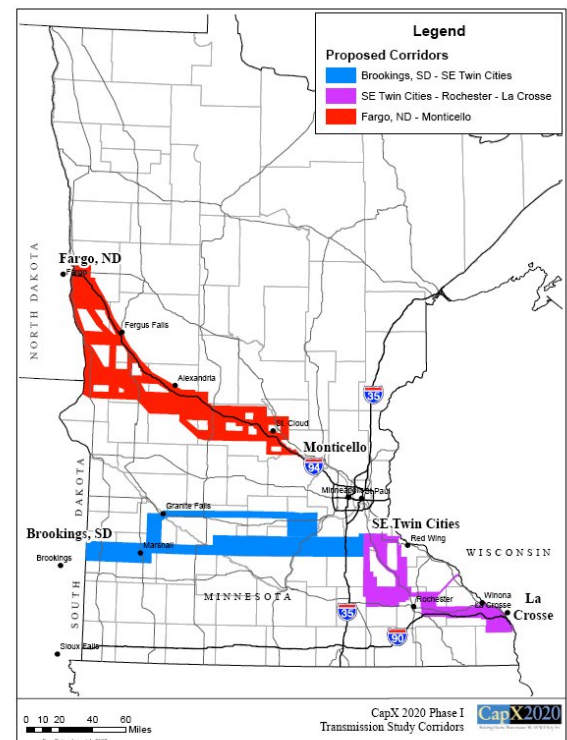 Legend
Proposed Corridors
Brookings, SD - SE Twin Cities
SE Twin Cities - Rochester - La Crosse
Fargo, ND - Monticello
NORTH DAKOTA
Fargo, ND
Fargo
Fergus Falls
Alexandria
35
St. Cloud
Monticello
94
Minneapolis
St Paul
SOUTH DAKOTA
Granite Falls
Brookings, SD
Marshall
Brookings
SE Twin Cities
Red Wing
WISCONSIN
MINNESOTA
Rochester
Winona
La Crosse
La
Crosse
35
90
Sioux Falls
0 10 20 40 60
Miles
CapX 2020 Phase I
Transmission Study Corridors
CapX2020